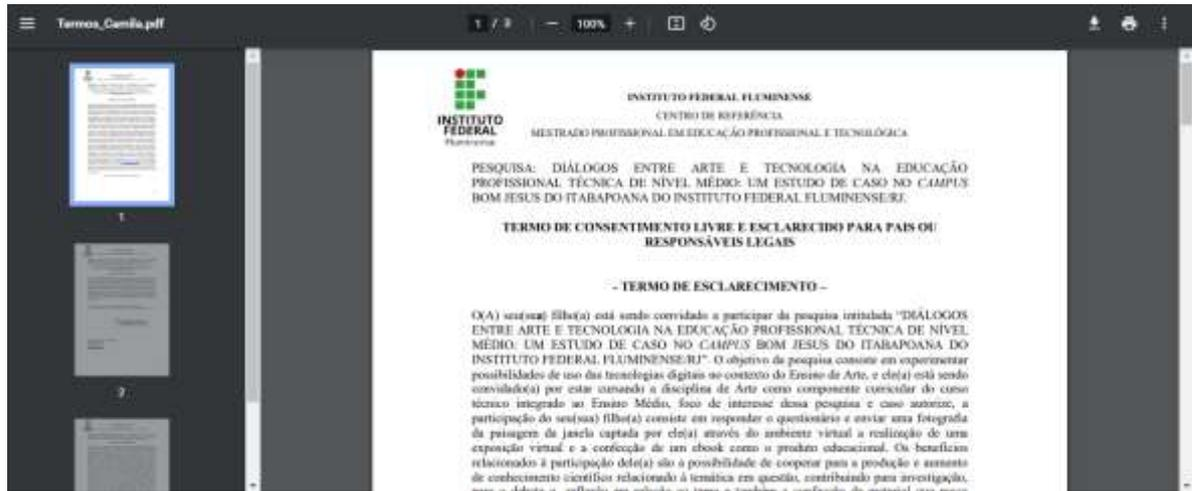 Termos_Camila.pdf
1 / 3
100%
1
2
INSTITUTO
FEDERAL
Fluminense
INSTITUTO FEDERAL FLUMINENSE
CENTRO DE REFERÊNCIA
MESTRADO PROFISSIONAL EM EDUCAÇÃO PROFISSIONAL E TECNOLÓGICA
PESQUISA: DIÁLOGOS ENTRE ARTE E TECNOLOGIA NA EDUCAÇÃO
PROFISSIONAL TÉCNICA DE NÍVEL MÉDIO: UM ESTUDO DE CASO NO CAMPUS
BOM JESUS DO ITABAPOANA DO INSTITUTO FEDERAL FLUMINENSE/RJ.
TERMO DE CONSENTIMENTO LIVRE E ESCLARECIDO PARA PAIS OU
RESPONSÁVEIS LEGAIS
– TERMO DE ESCLARECIMENTO –
O(A) seu(sua) filho(a) está sendo convidado a participar da pesquisa intitulada “DIÁLOGOS
ENTRE ARTE E TECNOLOGIA NA EDUCAÇÃO PROFISSIONAL TÉCNICA DE NÍVEL
MÉDIO: UM ESTUDO DE CASO NO CAMPUS BOM JESUS DO ITABAPOANA DO
INSTITUTO FEDERAL FLUMINENSE/RJ”. O objetivo da pesquisa consiste em experimentar
possibilidades de uso das tecnologias digitais no contexto do Ensino de Arte, e ele(a) está sendo
convidado(a) por estar cursando a disciplina de Arte como componente curricular do curso
técnico integrado ao Ensino Médio, foco de interesse dessa pesquisa e caso autorize, a
participação do seu(sua) filho(a) consiste em responder o questionário e enviar uma fotografia
da paisagem da janela captada por ele(a) através do ambiente virtual a realização de uma
exposição virtual e a confecção de um ebook como o produto educacional. Os benefícios
relacionados à participação dele(a) são a possibilidade de cooperar para a produção e aumento
de conhecimento científico relacionado à temática em questão, contribuindo para investigação,